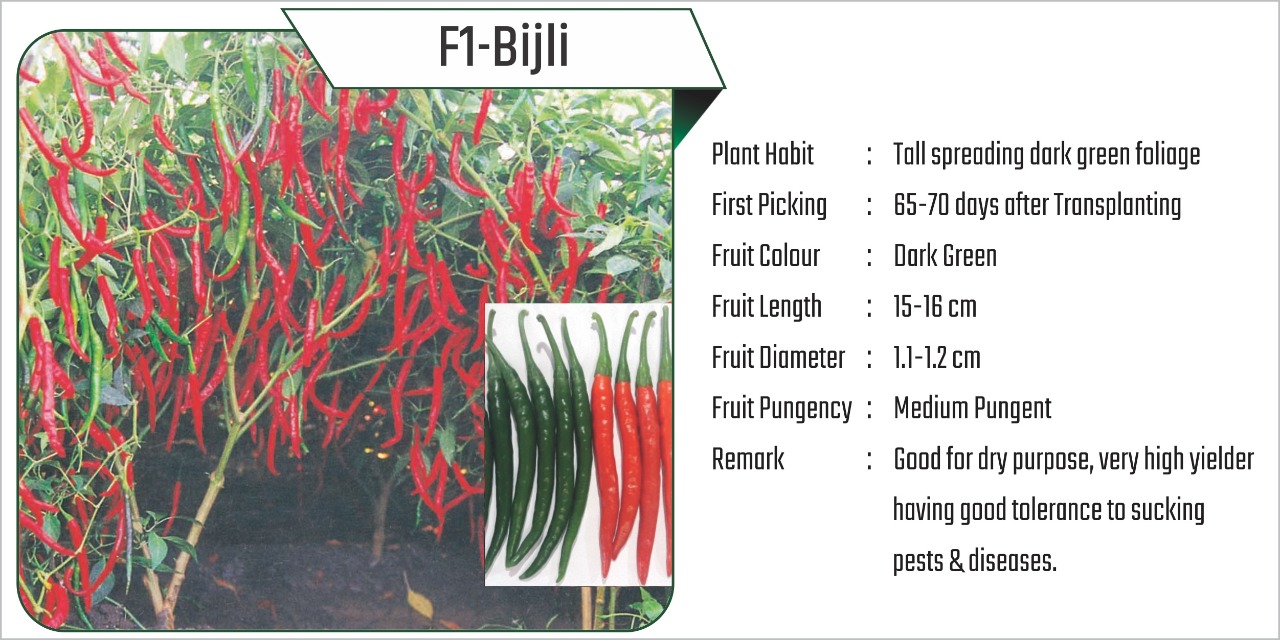 F1-Bijli
Plant Habit : Tall spreading dark green foliage
First Picking : 65-70 days after Transplanting
Fruit Colour : Dark Green
Fruit Length : 15-16 cm
Fruit Diameter : 1.1-1.2 cm
Fruit Pungency : Medium Pungent
Remark : Good for dry purpose, very high yielder
having good tolerance to sucking
pests & diseases.